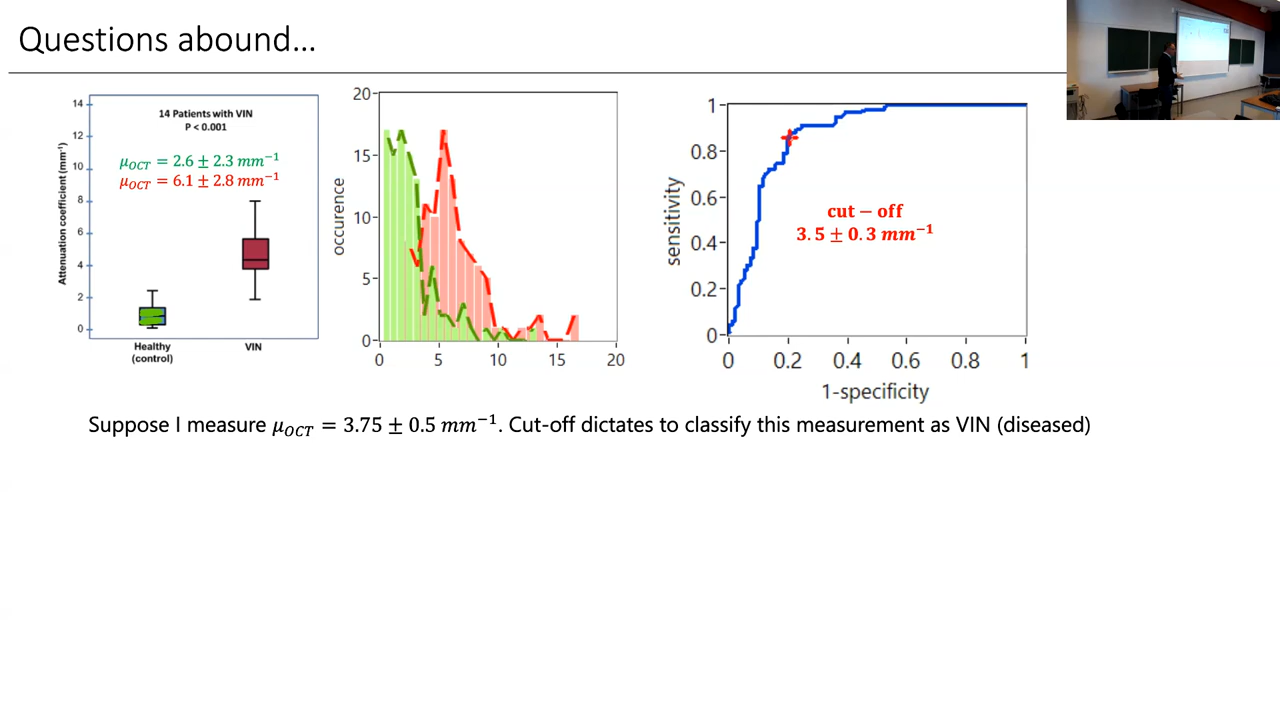 Questions abound...
14 Patients with VIN
P < 0.001
μ_OCT = 2.6 ± 2.3 mm⁻¹
μ_OCT = 6.1 ± 2.8 mm⁻¹
Attenuation coefficient (mm⁻¹)
14
12
10
8
6
4
2
0
Healthy
(control)
VIN
occurence
20
15
10
5
0
0 5 10 15 20
sensitivity
1
0.8
0.6
0.4
0.2
0
cut – off
3.5 ± 0.3 mm⁻¹
0 0.2 0.4 0.6 0.8 1
1-specificity
Suppose I measure μ_OCT = 3.75 ± 0.5 mm⁻¹. Cut-off dictates to classify this measurement as VIN (diseased)